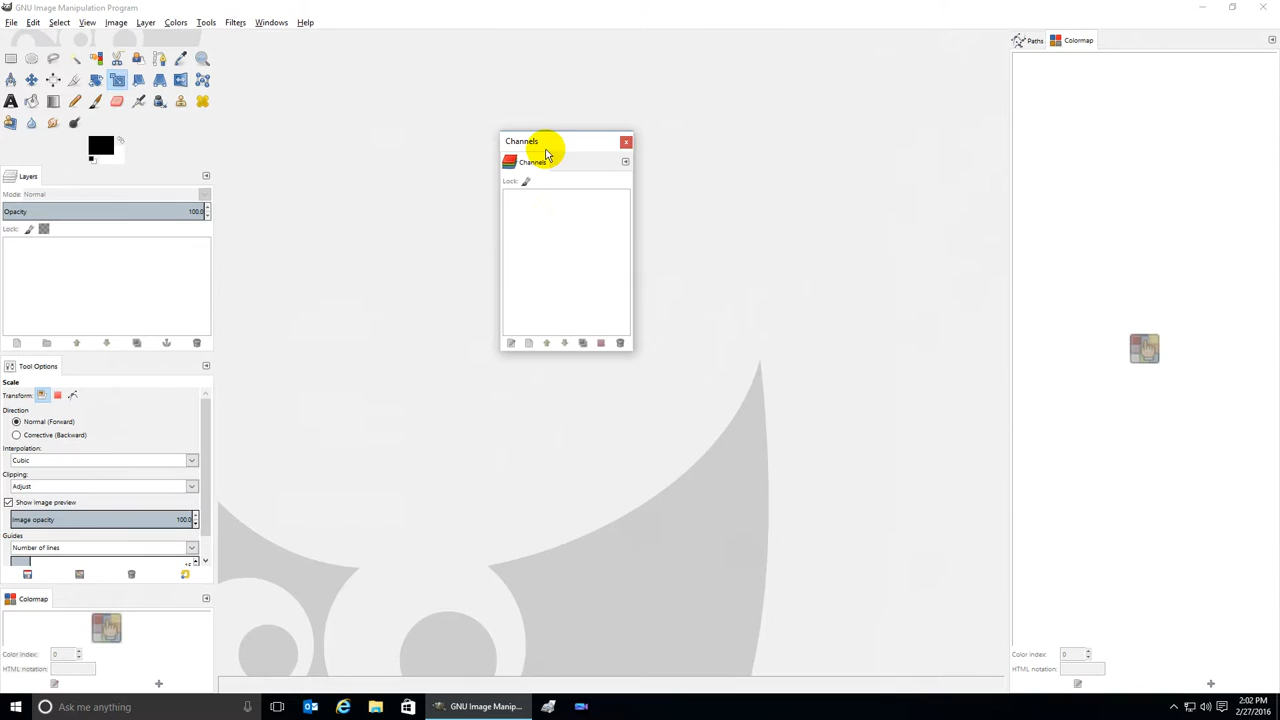 GNU Image Manipulation Program
File Edit Select View Image Layer Colors Tools Filters Windows Help
Paths Colormap
Channels
Channels
Lock:
Layers
Mode: Normal
Opacity 100.0
Lock:
Tool Options
Scale
Transform:
Direction
Normal (Forward)
Corrective (Backward)
Interpolation:
Cubic
Clipping:
Adjust
Show image preview
Image opacity 100.0
Guides
Number of lines
15
Colormap
Color index: 0
HTML notation:
Color index: 0
HTML notation:
Ask me anything
GNU Image Manip...
2:02 PM
2/27/2016